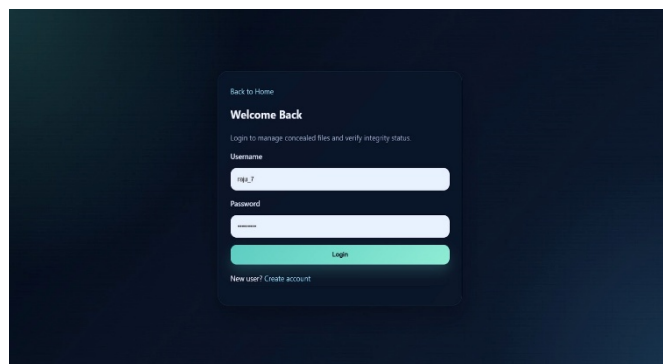 Back to Home
Welcome Back
Login to manage concealed files and verify integrity status.
Username
raja_7
Password
Login
New user? Create account